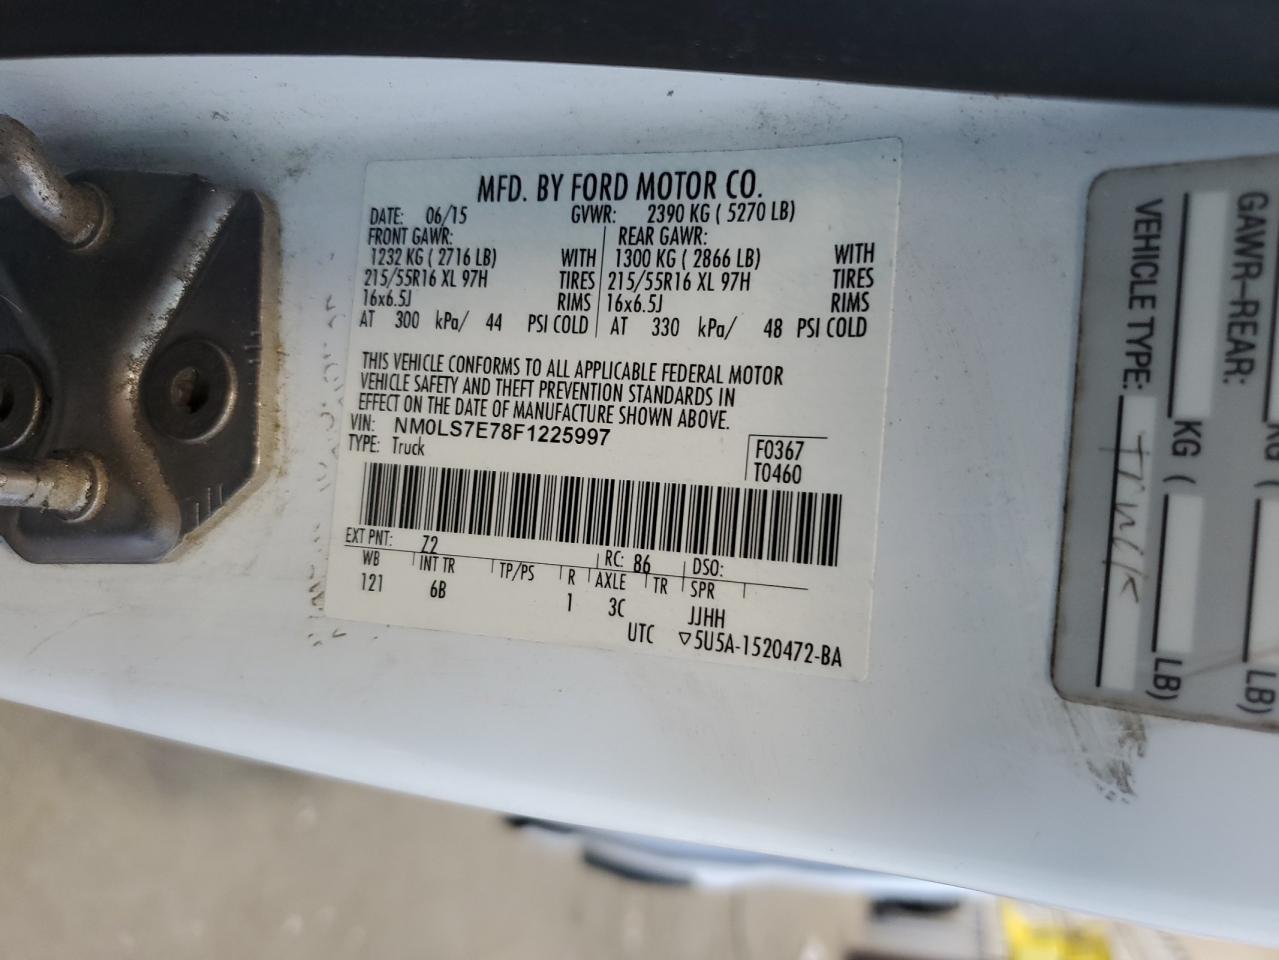 MFD. BY FORD MOTOR CO.
DATE: 06/15 GVWR: 2390 KG ( 5270 LB)
FRONT GAWR: REAR GAWR:
1232 KG ( 2716 LB) WITH 1300 KG ( 2866 LB) WITH
215/55R16 XL 97H TIRES 215/55R16 XL 97H TIRES
16x6.5J RIMS 16x6.5J RIMS
AT 300 kPa/ 44 PSI COLD AT 330 kPa/ 48 PSI COLD
THIS VEHICLE CONFORMS TO ALL APPLICABLE FEDERAL MOTOR
VEHICLE SAFETY AND THEFT PREVENTION STANDARDS IN
EFFECT ON THE DATE OF MANUFACTURE SHOWN ABOVE.
VIN: NM0LS7E78F1225997
TYPE: Truck
F0367
T0460
EXT PNT: Z2 RC: 86 DSO:
WB INT TR TP/PS R AXLE TR SPR
121 6B 1 3C JJHH
UTC ▽5U5A-1520472-BA
GAWR-REAR:
KG (
LB)
VEHICLE TYPE: Truck
KG (
LB)